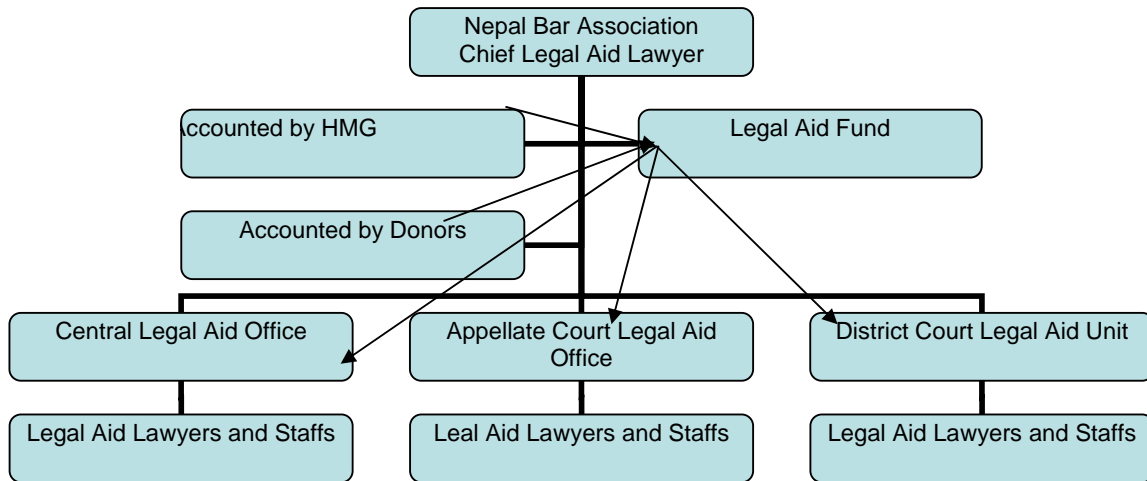 Nepal Bar Association
Chief Legal Aid Lawyer
Accounted by HMG
Legal Aid Fund
Accounted by Donors
Central Legal Aid Office
Appellate Court Legal Aid
Office
District Court Legal Aid Unit
Legal Aid Lawyers and Staffs
Leal Aid Lawyers and Staffs
Legal Aid Lawyers and Staffs